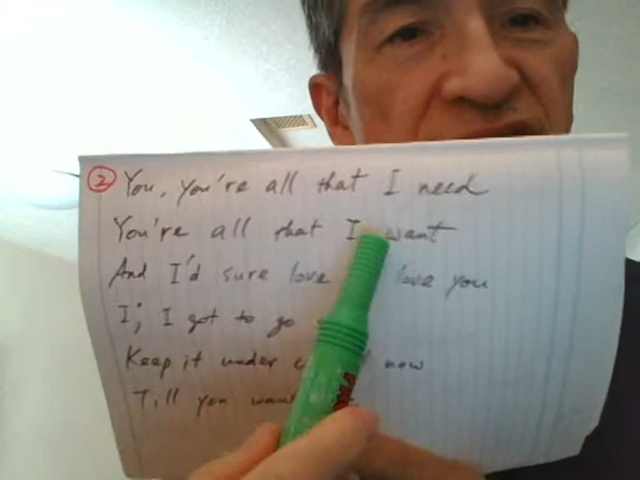 2 You, you're all that I need
You're all that I want
And I'd sure love love you
I, I got to go
Keep it under now
Till you